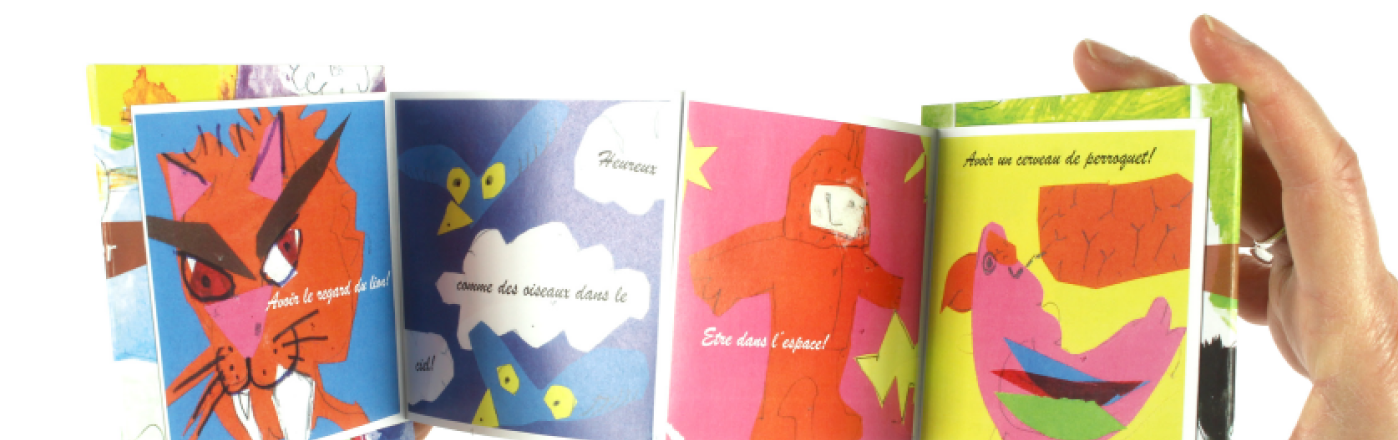 Avoir le regard du lion!
Heureux
comme des oiseaux dans le
ciel!
Etre dans l'espace!
Avoir un cerveau de perroquet!